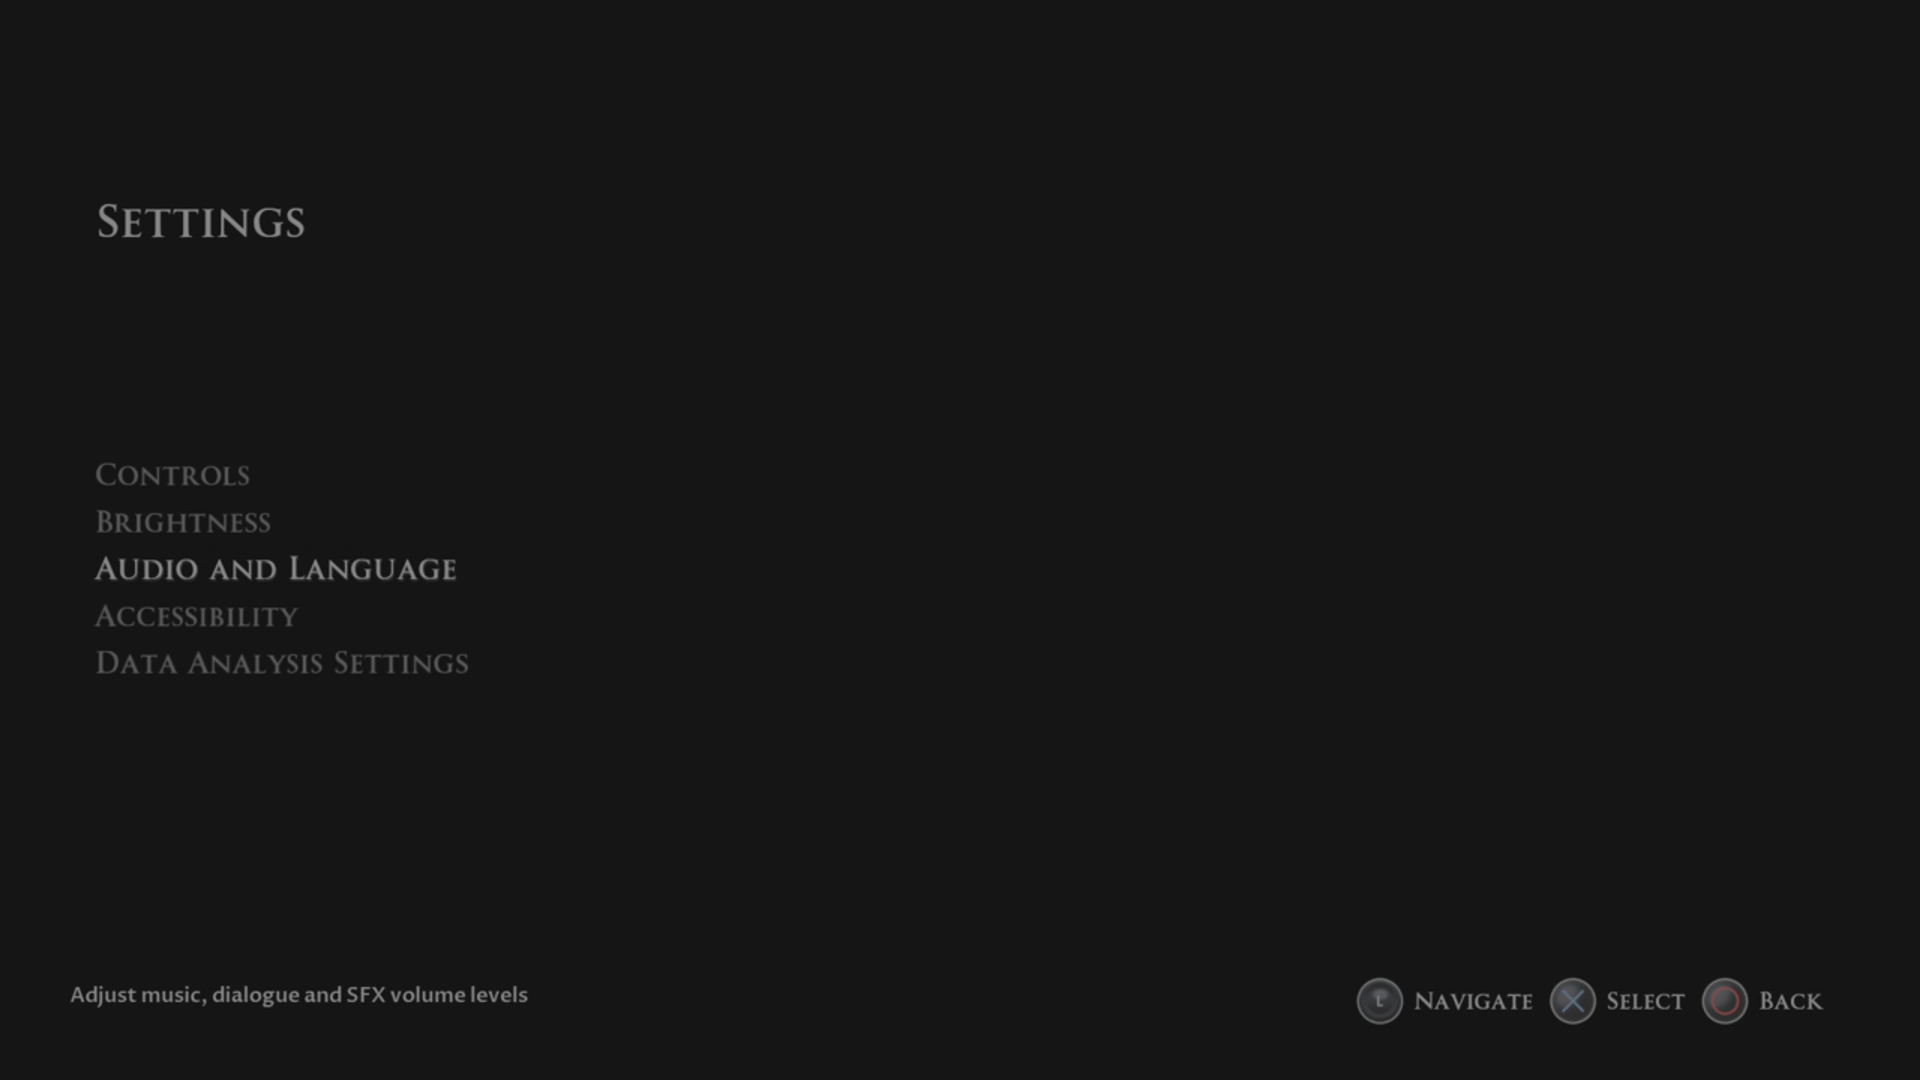 Settings
Controls
Brightness
Audio and Language
Accessibility
Data Analysis Settings
Adjust music, dialogue and SFX volume levels
L Navigate Select Back